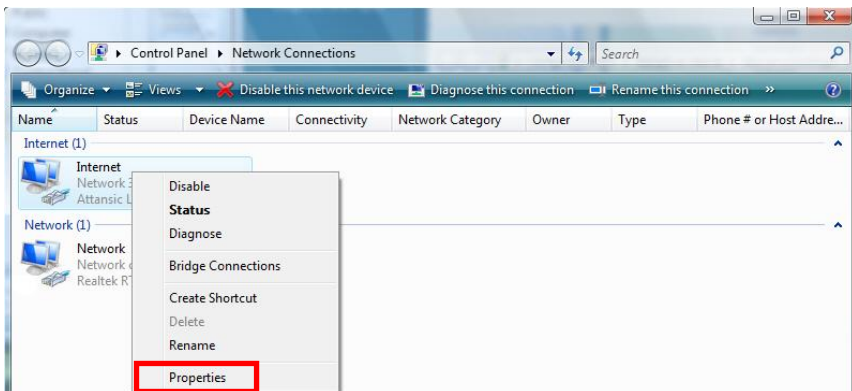 Control Panel Network Connections
Search
Organize Views Disable this network device Diagnose this connection Rename this connection »
Name Status Device Name Connectivity Network Category Owner Type Phone # or Host Addre...
Internet (1)
Internet
Network 3
Attansic L
Network (1)
Network
Network
Realtek RT
Disable
Status
Diagnose
Bridge Connections
Create Shortcut
Delete
Rename
Properties